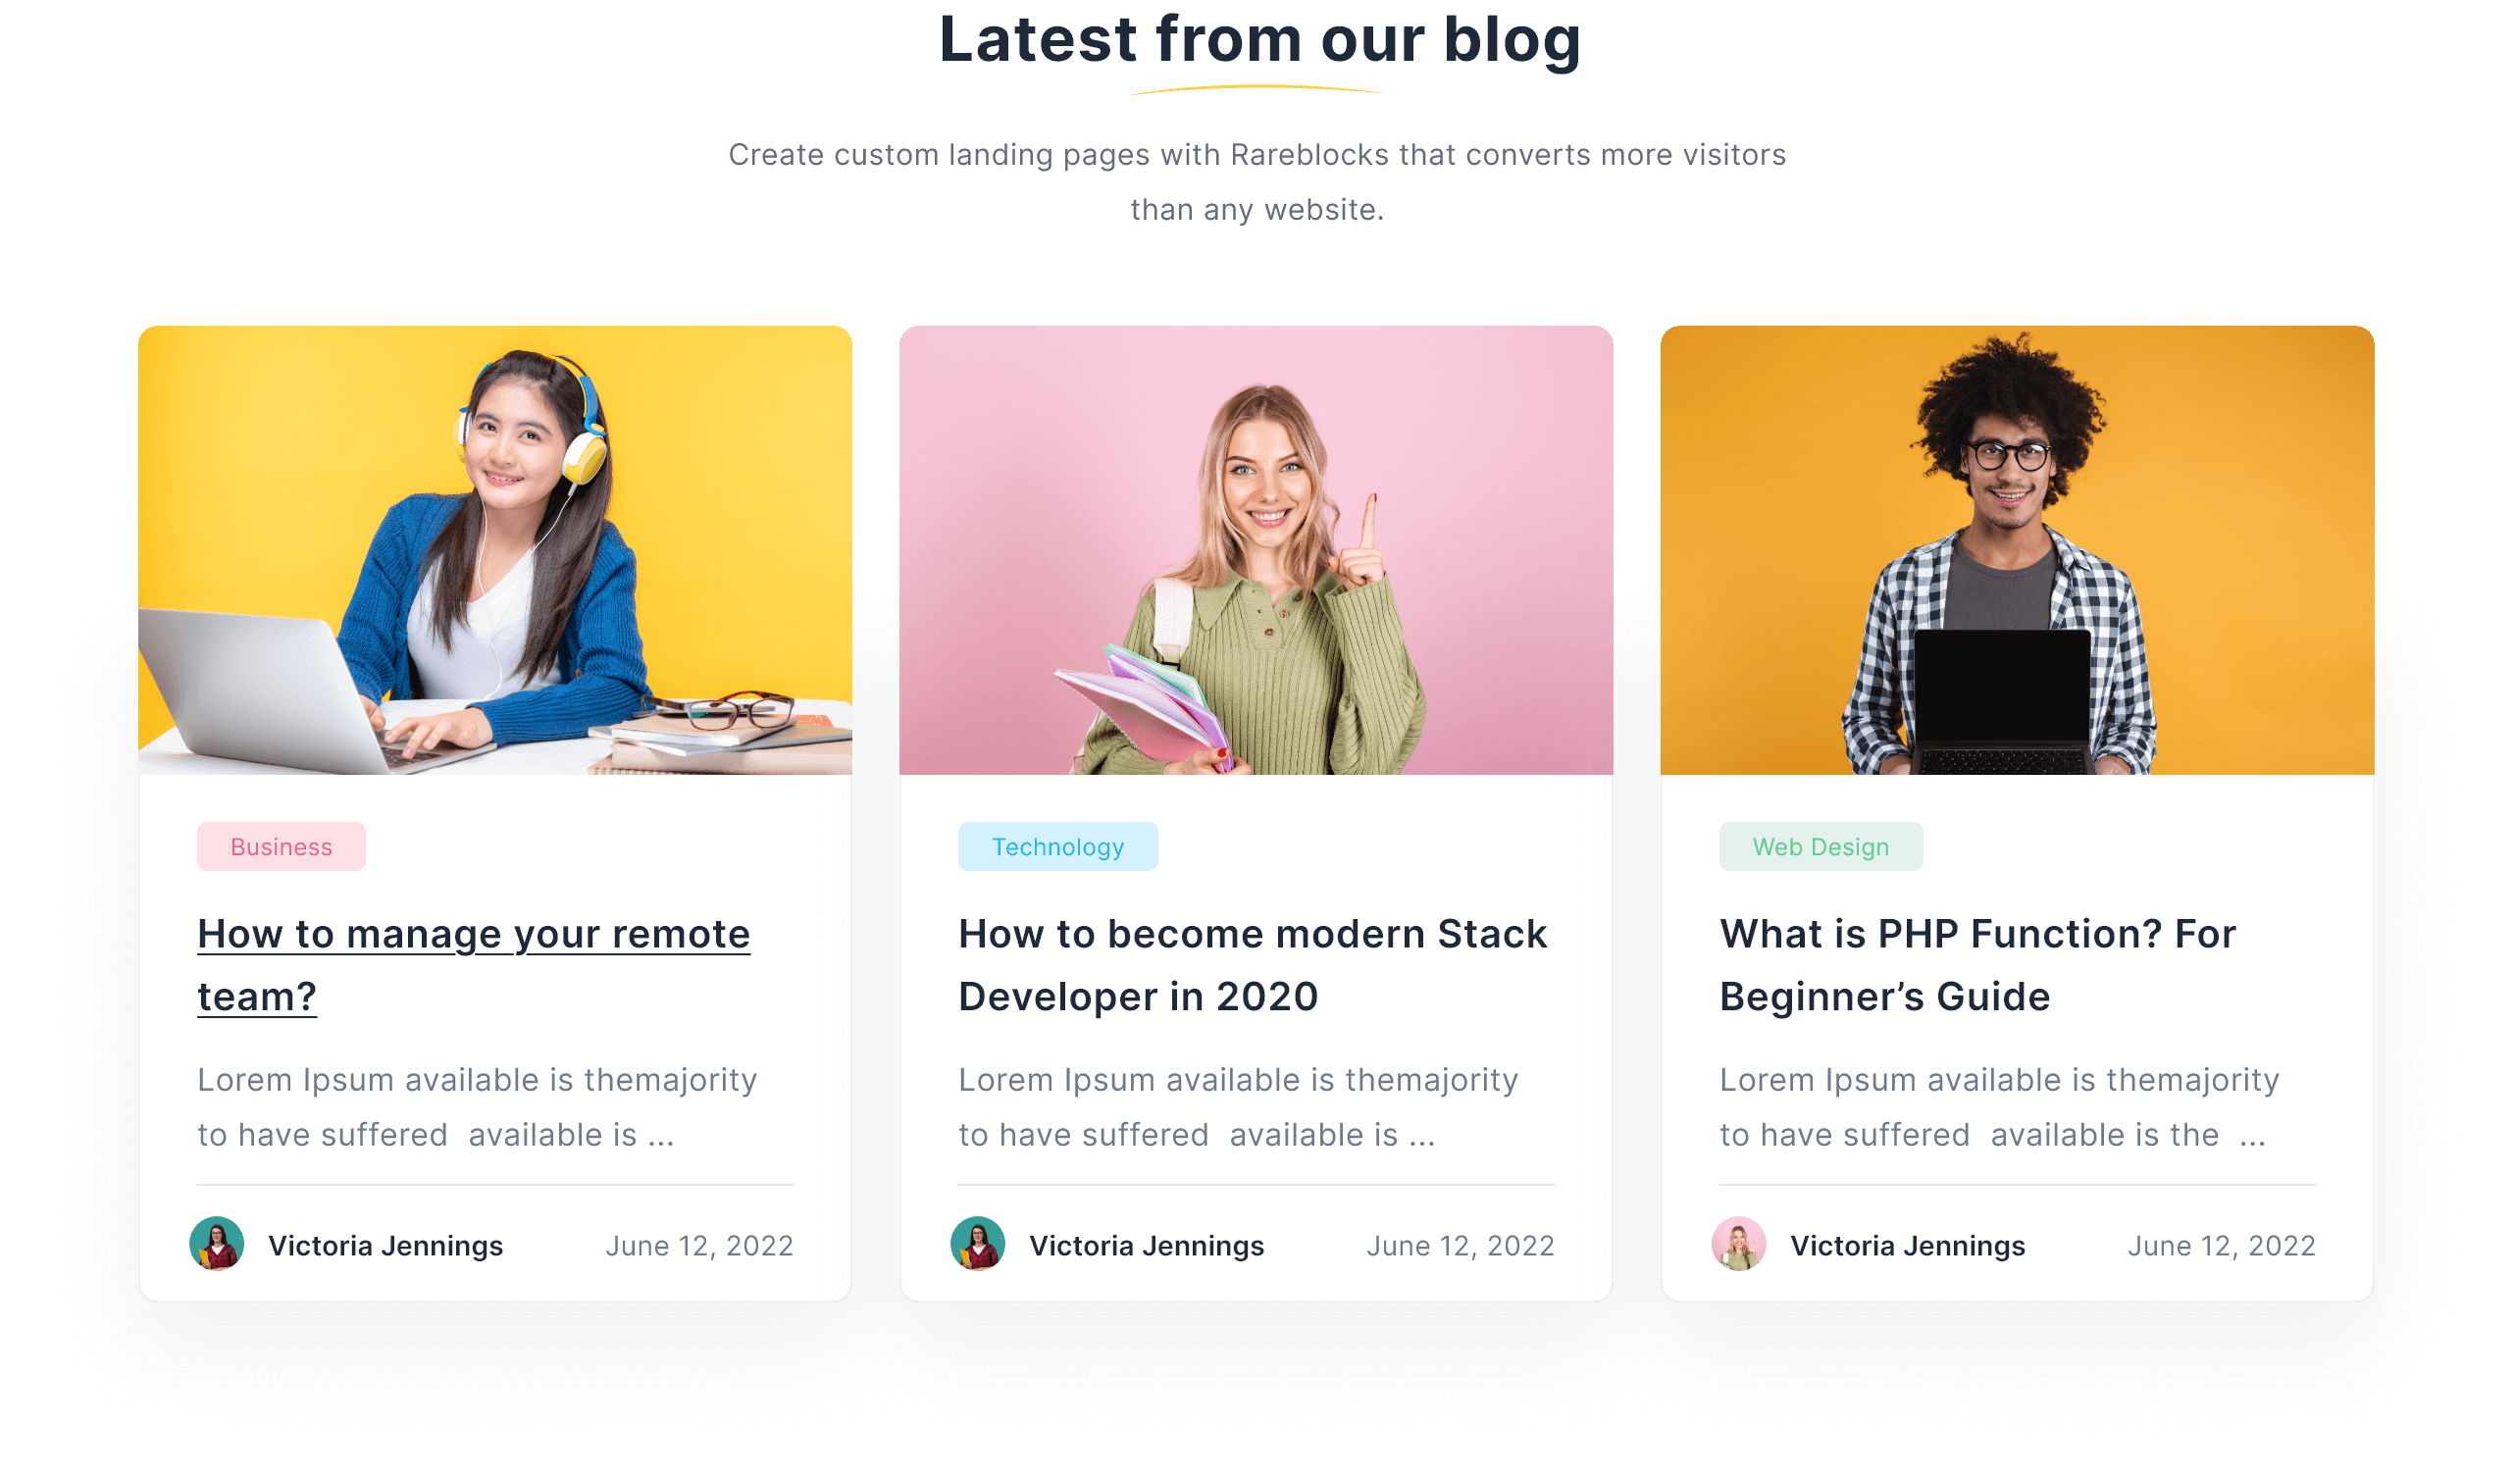 Latest from our blog
Create custom landing pages with Rareblocks that converts more visitors
than any website.
Business
How to manage your remote
team?
Lorem Ipsum available is themajority
to have suffered  available is ...
Victoria Jennings
June 12, 2022
Technology
How to become modern Stack
Developer in 2020
Lorem Ipsum available is themajority
to have suffered  available is ...
Victoria Jennings
June 12, 2022
Web Design
What is PHP Function? For
Beginner’s Guide
Lorem Ipsum available is themajority
to have suffered  available is the  ...
Victoria Jennings
June 12, 2022